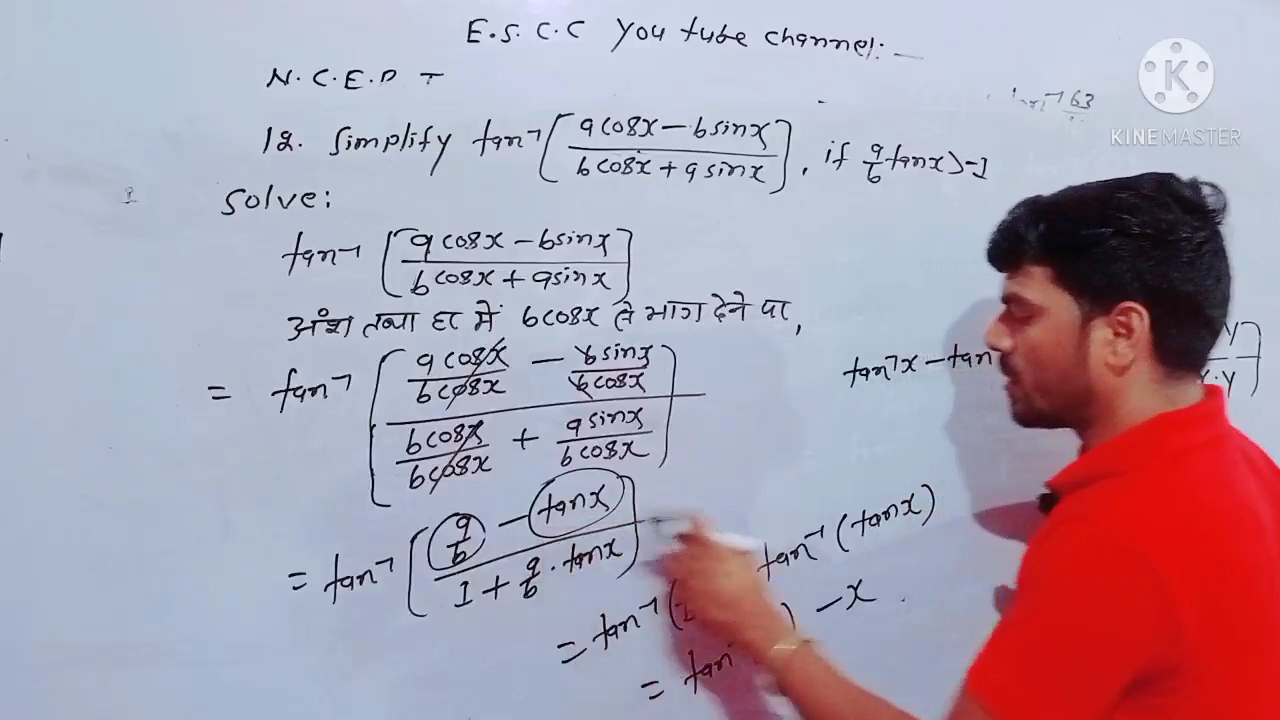 E.S.C.C You tube channel:-
N.C.E.R T
K
KINEMASTER
12. Simplify tan⁻¹ [ (a cosx - b sinx) / (b cosx + a sinx) ], if a/b tanx > -1
Solve:
tan⁻¹ [ (a cosx - b sinx) / (b cosx + a sinx) ]
अंश तथा हर में b cosx से भाग देने पर,
= tan⁻¹ [ (a cosx / b cosx - b sinx / b cosx) / (b cosx / b cosx + a sinx / b cosx) ]
tan⁻¹x - tan
= tan⁻¹ [ (a/b - tanx) / (1 + a/b · tanx) ]
= tan⁻¹ ( tan⁻¹ (tanx)
= tan⁻¹ ) - x .